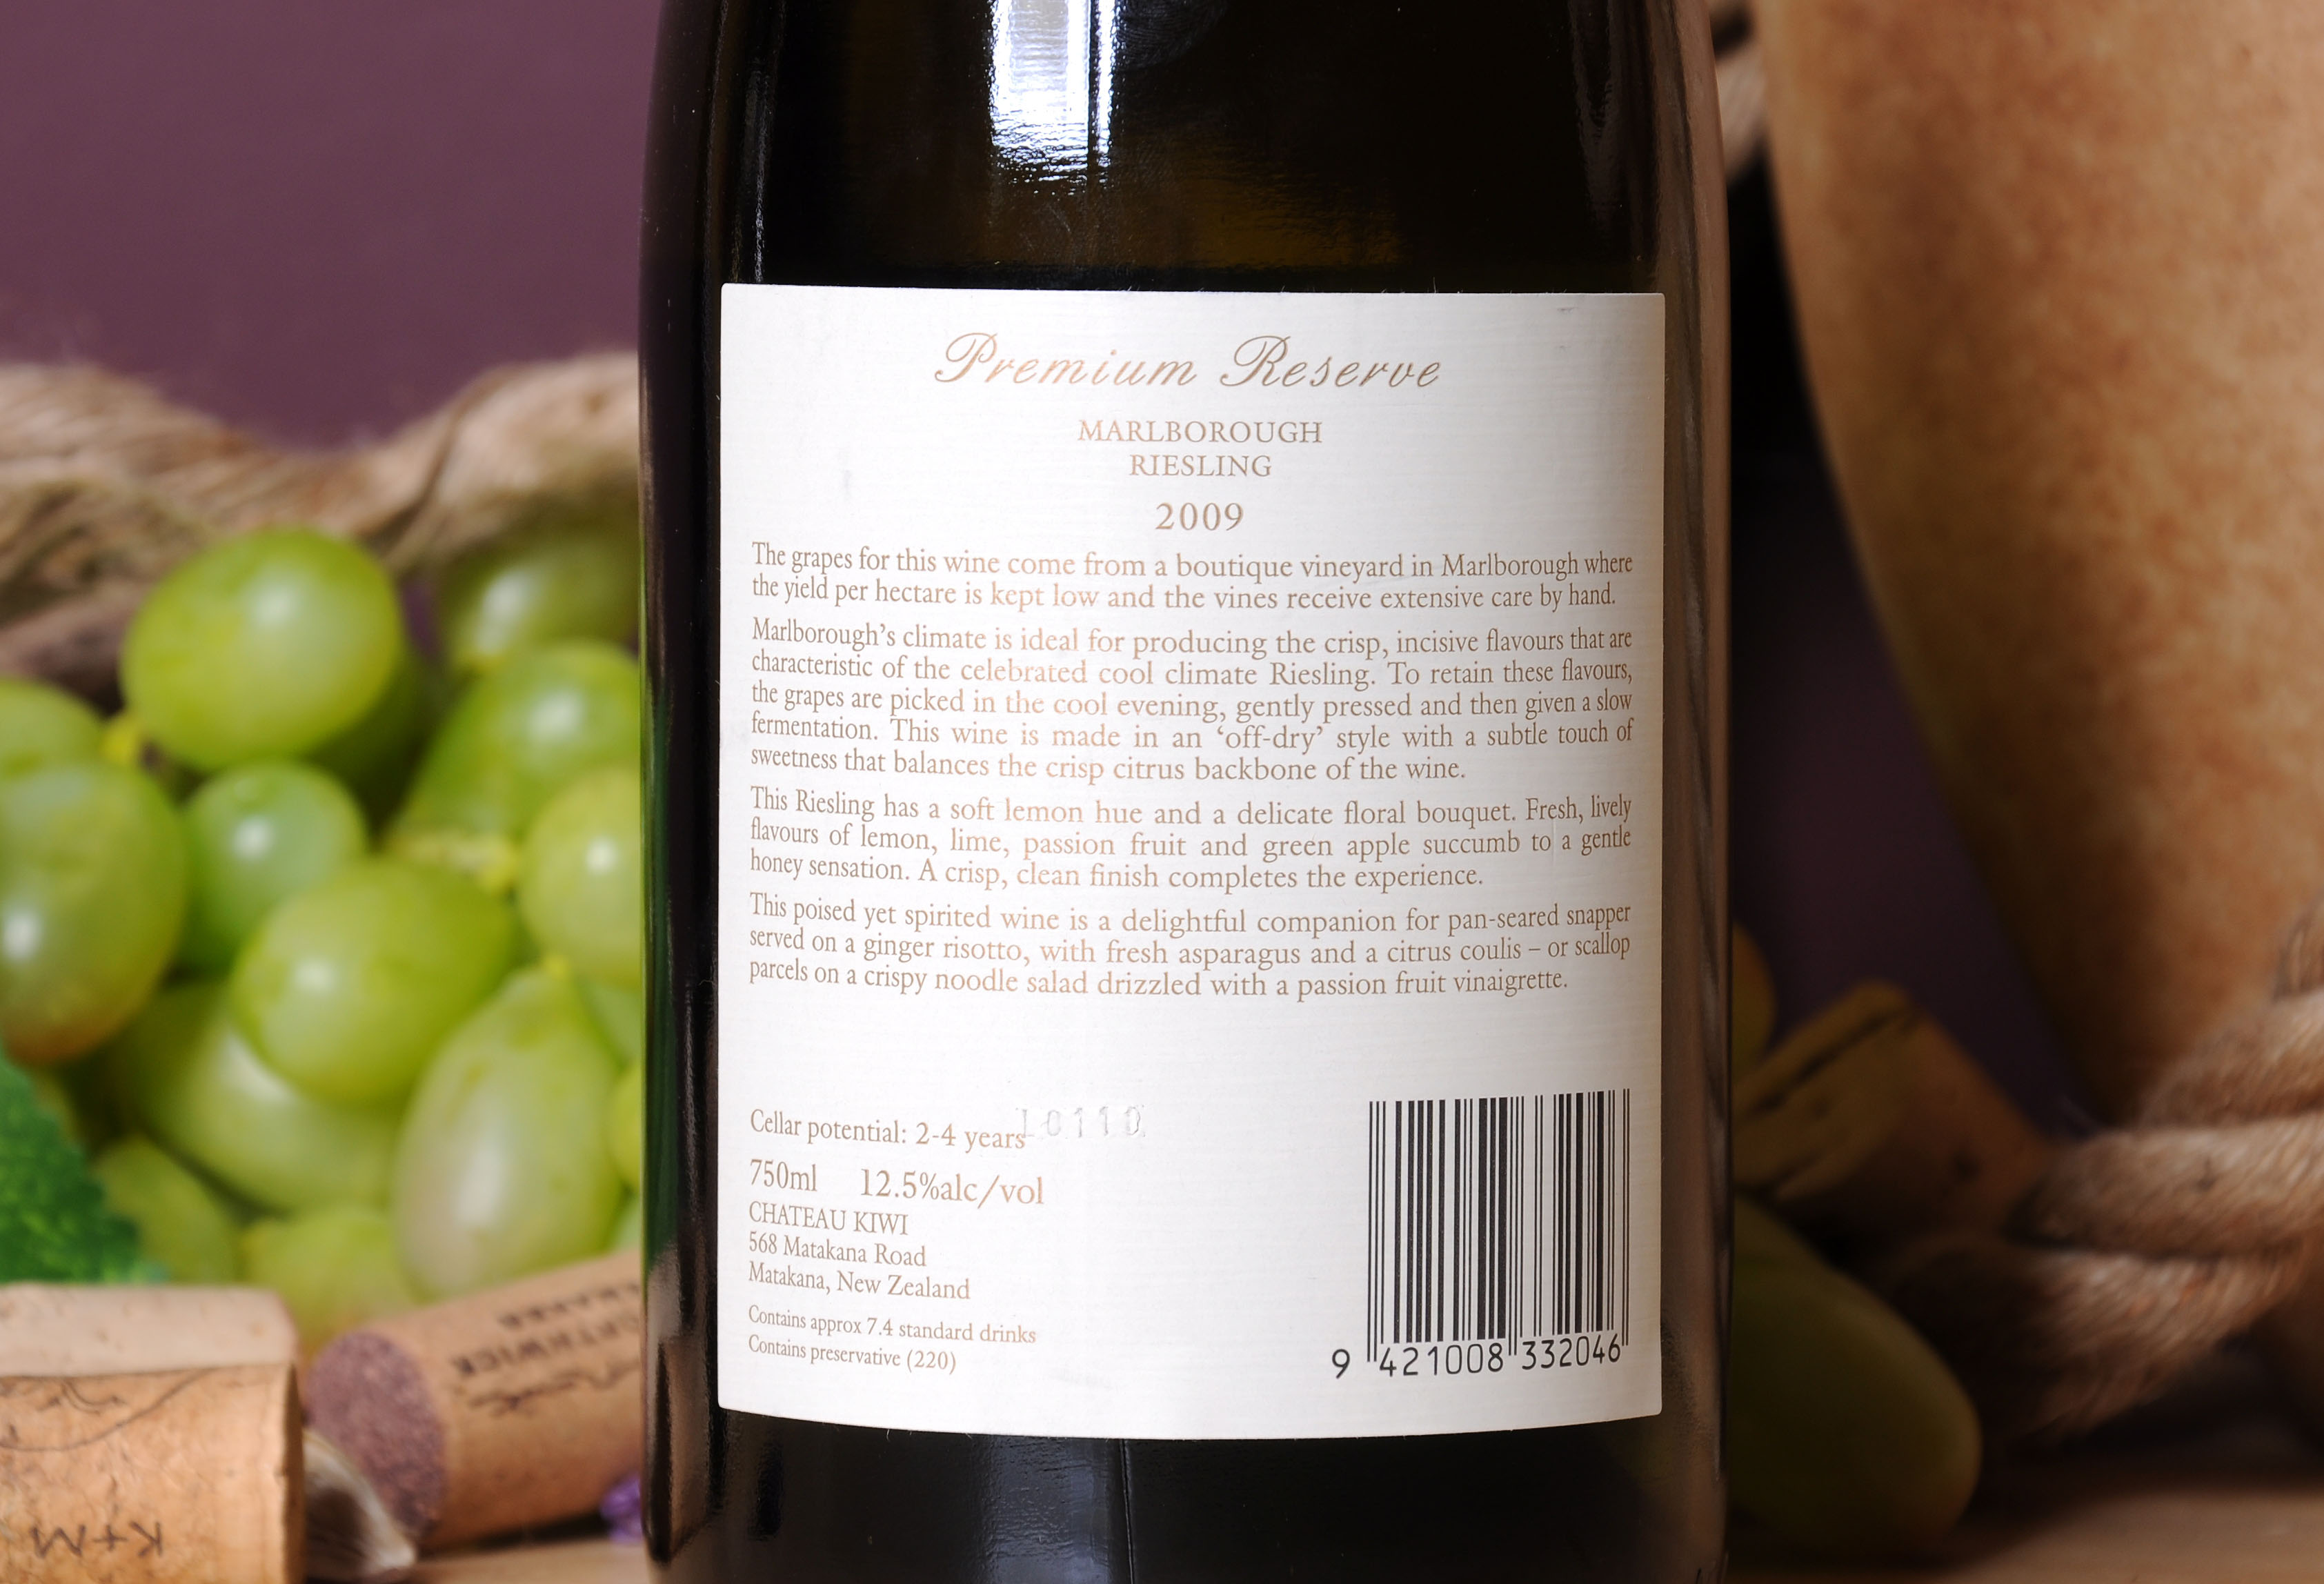 Premium Reserve
MARLBOROUGH
RIESLING
2009
The grapes for this wine come from a boutique vineyard in Marlborough where
the yield per hectare is kept low and the vines receive extensive care by hand.
Marlborough’s climate is ideal for producing the crisp, incisive flavours that are
characteristic of the celebrated cool climate Riesling. To retain these flavours,
the grapes are picked in the cool evening, gently pressed and then given a slow
fermentation. This wine is made in an ‘off-dry’ style with a subtle touch of
sweetness that balances the crisp citrus backbone of the wine.
This Riesling has a soft lemon hue and a delicate floral bouquet. Fresh, lively
flavours of lemon, lime, passion fruit and green apple succumb to a gentle
honey sensation. A crisp, clean finish completes the experience.
This poised yet spirited wine is a delightful companion for pan-seared snapper
served on a ginger risotto, with fresh asparagus and a citrus coulis – or scallop
parcels on a crispy noodle salad drizzled with a passion fruit vinaigrette.
Cellar potential: 2-4 years
750ml 12.5%alc/vol
CHATEAU KIWI
568 Matakana Road
Matakana, New Zealand
Contains approx 7.4 standard drinks
Contains preservative (220)
9 421008 332046
K+M